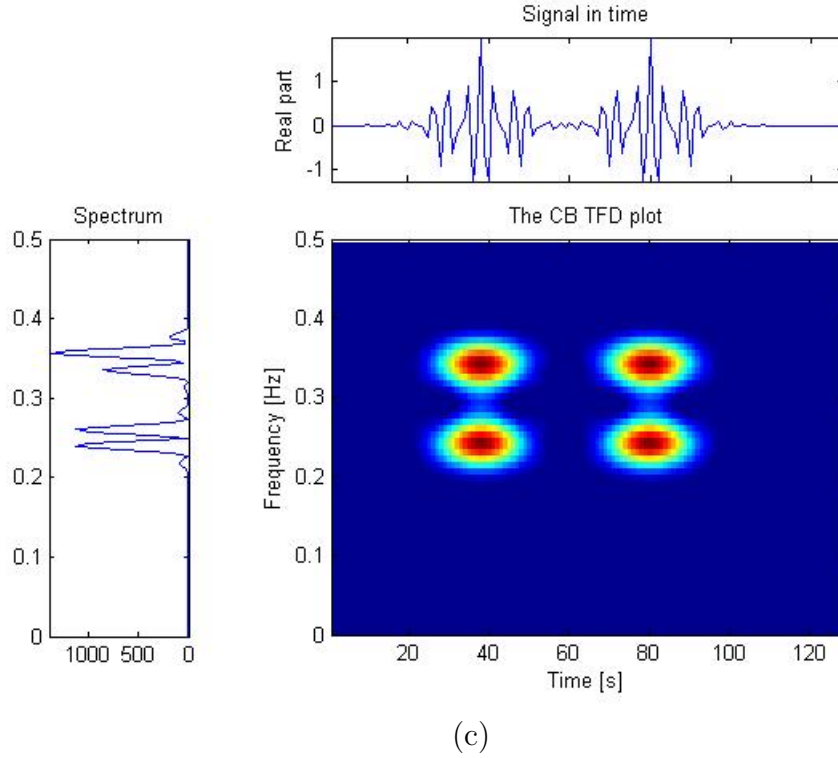 Signal in time
Real part
1
0
-1
Spectrum
0.5
0.4
0.3
0.2
0.1
0
1000 500 0
The CB TFD plot
Frequency [Hz]
0.5
0.4
0.3
0.2
0.1
0
20 40 60 80 100 120
Time [s]
(c)